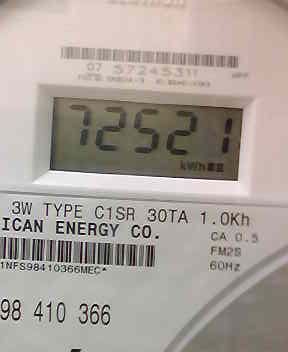 07 57245311
72521
kWh
3W TYPE C1SR 30TA 1.0Kh
ICAN ENERGY CO.
CA 0.5
FM2S
60Hz
1NFS98410366MEC*
98 410 366